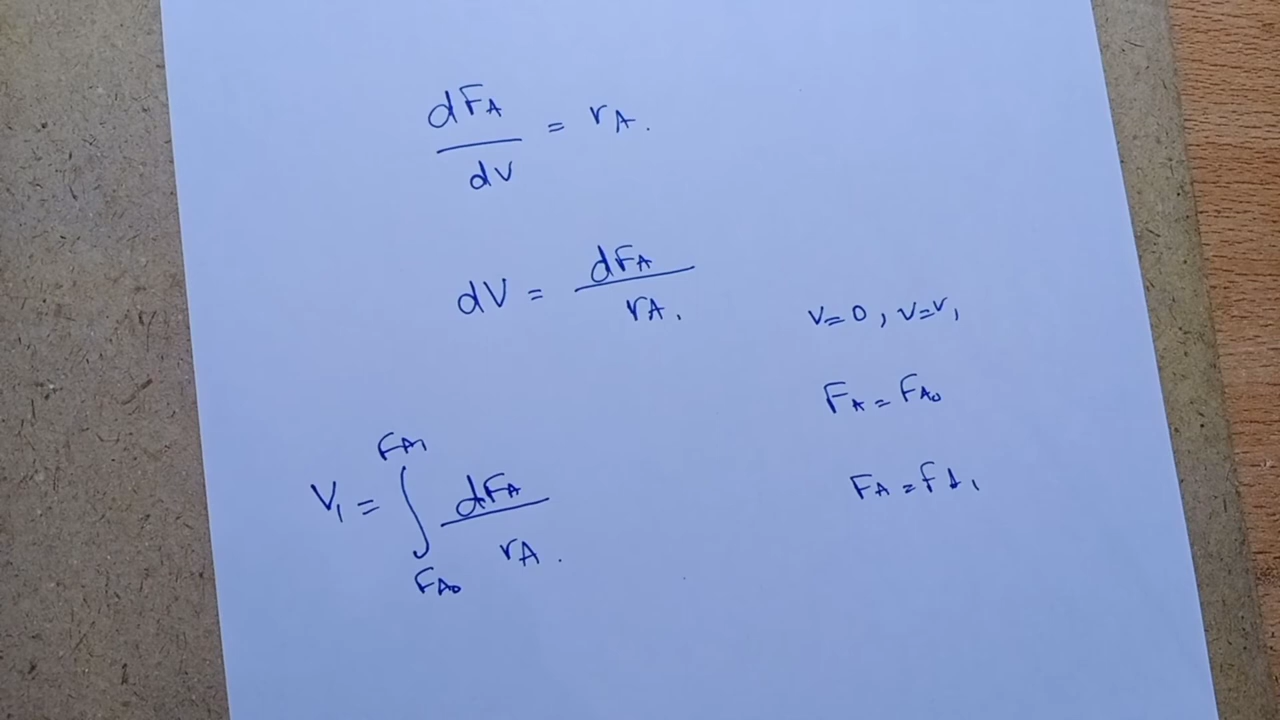 dFA/dV = rA.
dV = dFA/rA.
V=0, V=V1
FA = FA0
FA = FA1
V1 = ∫FA0^FA1 dFA/rA.